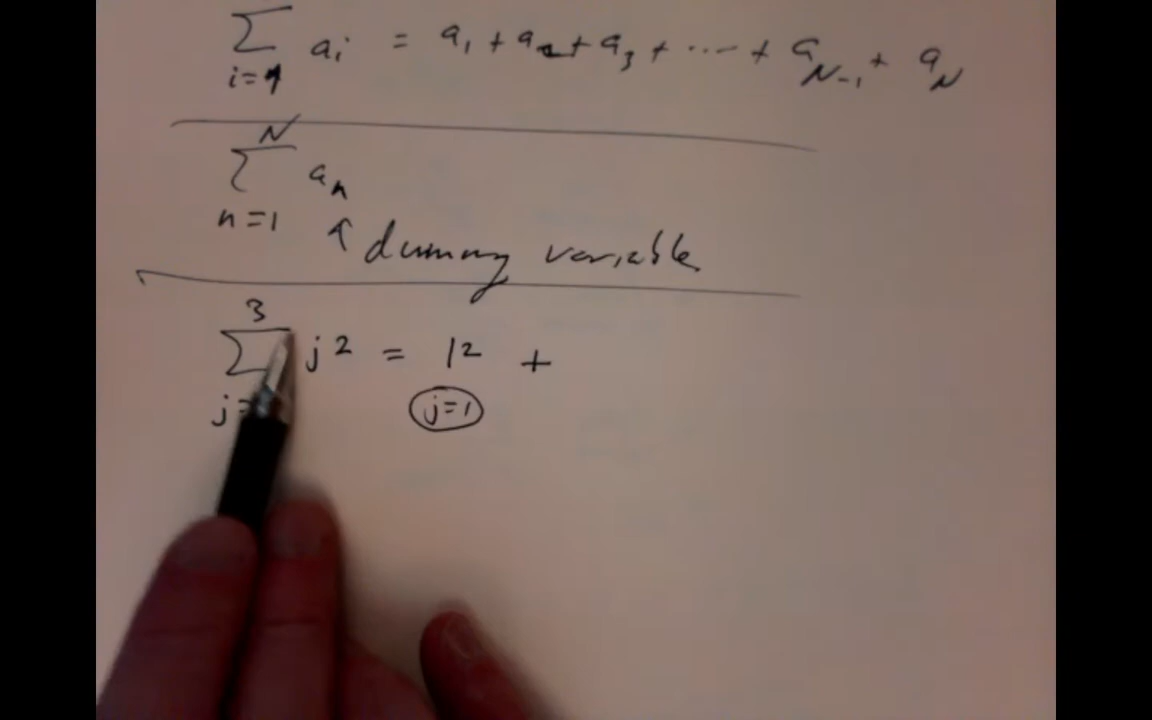 ∑ i=1 aᵢ = a₁ + a₂ + a₃ + ... + a_{N-1} + a_N
N
∑ aₙ
n=1 ↑ dummy variable
3
∑ j² = 1² +
j= j=1